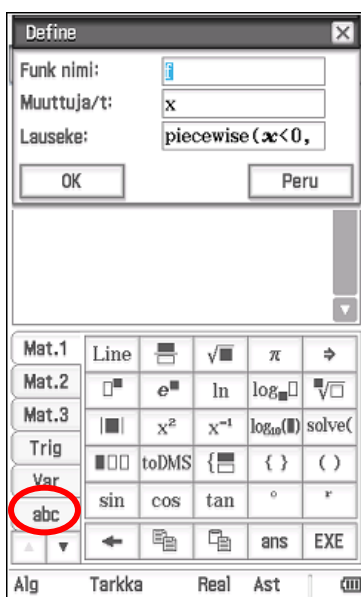 Define
Funk nimi: f
Muuttuja/t: x
Lauseke: piecewise(x<0,
OK Peru
Mat.1 Line √■ π ⇒
Mat.2 □■ e■ ln log■□ ■√□
Mat.3 |■| x² x⁻¹ log₁₀(■) solve(
Trig ■□□ toDMS { { } ( )
Var
abc sin cos tan ° r
▲ ▼ ← ans EXE
Alg Tarkka Real Ast